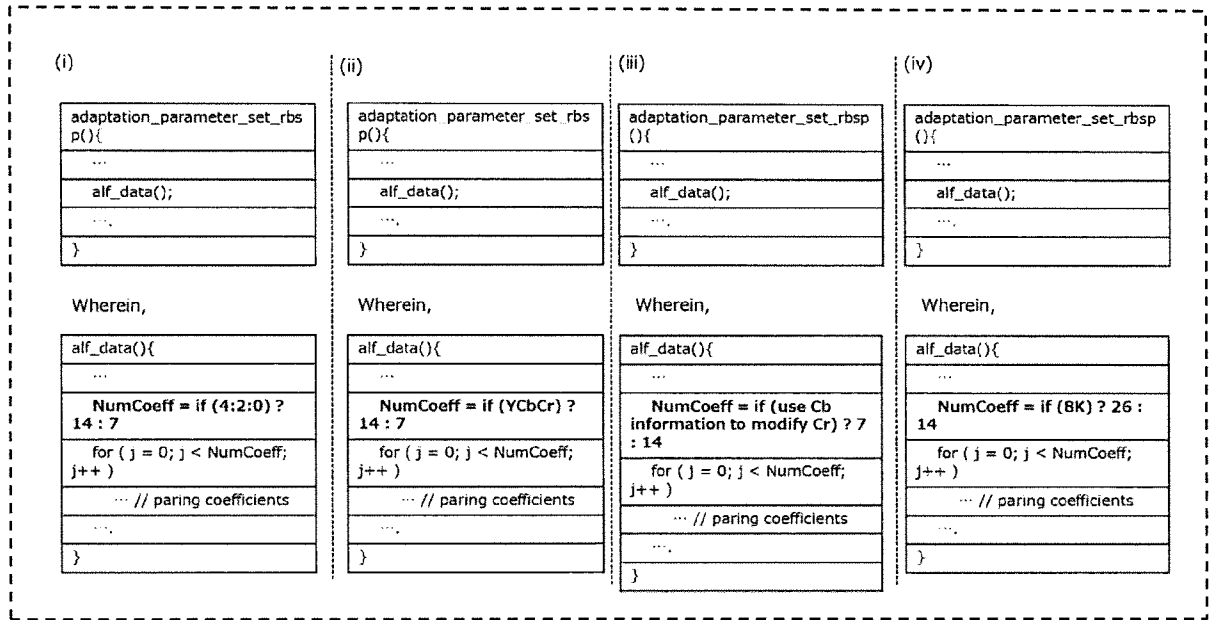 (i)
adaptation_parameter_set_rbs
p(){
...
alf_data();
...,
}
Wherein,
alf_data(){
...
NumCoeff = if (4:2:0) ?
14 : 7
for ( j = 0; j < NumCoeff;
j++ )
... // paring coefficients
...,
}
(ii)
adaptation_parameter_set_rbs
p(){
...
alf_data();
...,
}
Wherein,
alf_data(){
...
NumCoeff = if (YCbCr) ?
14 : 7
for ( j = 0; j < NumCoeff;
j++ )
... // paring coefficients
...,
}
(iii)
adaptation_parameter_set_rbsp
(){
...
alf_data();
...,
}
Wherein,
alf_data(){
...
NumCoeff = if (use Cb
information to modify Cr) ? 7
: 14
for ( j = 0; j < NumCoeff;
j++ )
... // paring coefficients
...,
}
(iv)
adaptation_parameter_set_rbsp
(){
...
alf_data();
...,
}
Wherein,
alf_data(){
...
NumCoeff = if (8K) ? 26 :
14
for ( j = 0; j < NumCoeff;
j++ )
... // paring coefficients
...,
}